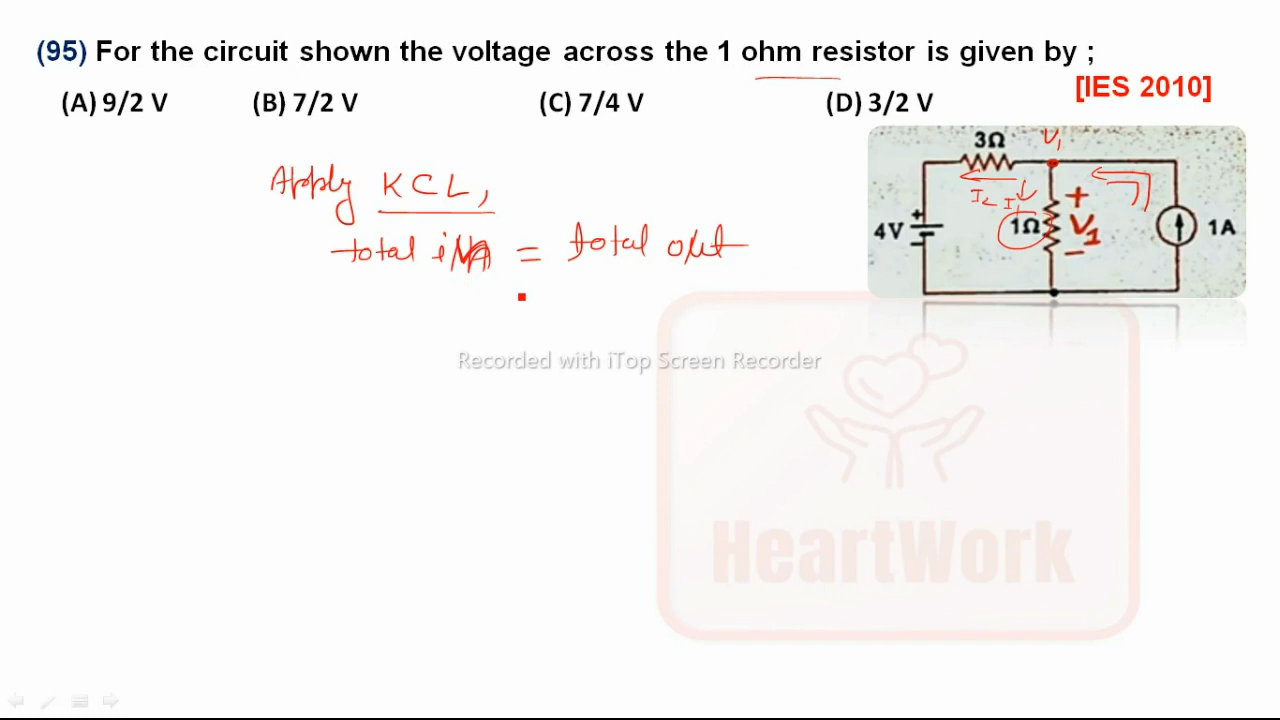 (95) For the circuit shown the voltage across the 1 ohm resistor is given by ;
[IES 2010]
(A) 9/2 V (B) 7/2 V (C) 7/4 V (D) 3/2 V
V1
3Ω
I2 I1
4V
1Ω
+
V1
−
1A
Apply KCL,
total = total out
Recorded with iTop Screen Recorder
HeartWork